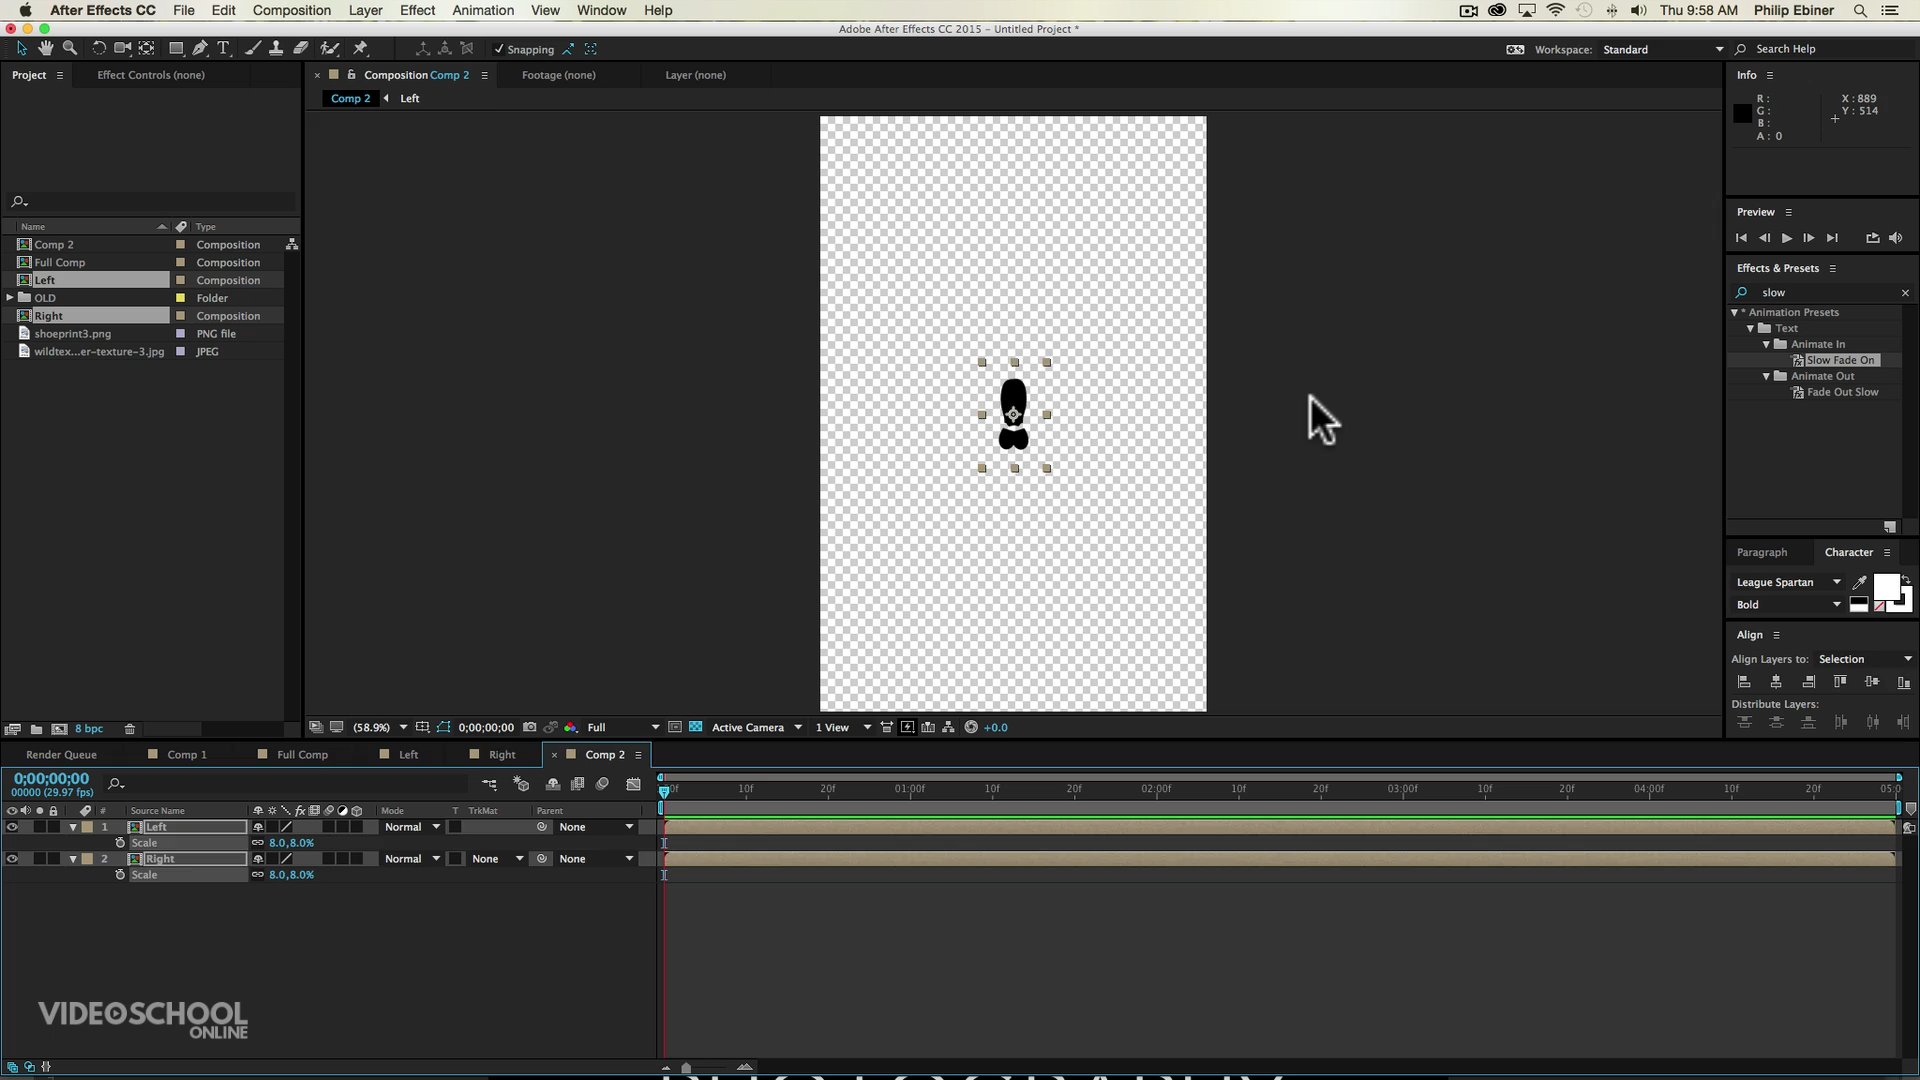 After Effects CC File Edit Composition Layer Effect Animation View Window Help Thu 9:58 AM Philip Ebiner
Adobe After Effects CC 2015 - Untitled Project *
Snapping Workspace: Standard Search Help
Project Effect Controls (none) Composition Comp 2 Footage (none) Layer (none) Info
Comp 2 Left
R: X: 889
G: Y: 514
B:
A: 0
Preview
Name Type
Comp 2 Composition
Full Comp Composition
Left Composition
OLD Folder
Right Composition
shoeprint3.png PNG file
wildtex...er-texture-3.jpg JPEG
Effects & Presets
slow
* Animation Presets
Text
Animate In
Slow Fade On
Animate Out
Fade Out Slow
Paragraph Character
League Spartan
Bold
Align
Align Layers to: Selection
Distribute Layers:
8 bpc (58.9%) 0;00;00;00 Full Active Camera 1 View +0.0
Render Queue Comp 1 Full Comp Left Right Comp 2
0;00;00;00
00000 (29.97 fps)
0f 10f 20f 01:00f 10f 20f 02:00f 10f 20f 03:00f 10f 20f 04:00f 10f 20f 05:0
# Source Name Mode T TrkMat Parent
1 Left Normal None
Scale 8.0,8.0%
2 Right Normal None None
Scale 8.0,8.0%
VIDEOSCHOOL
ONLINE